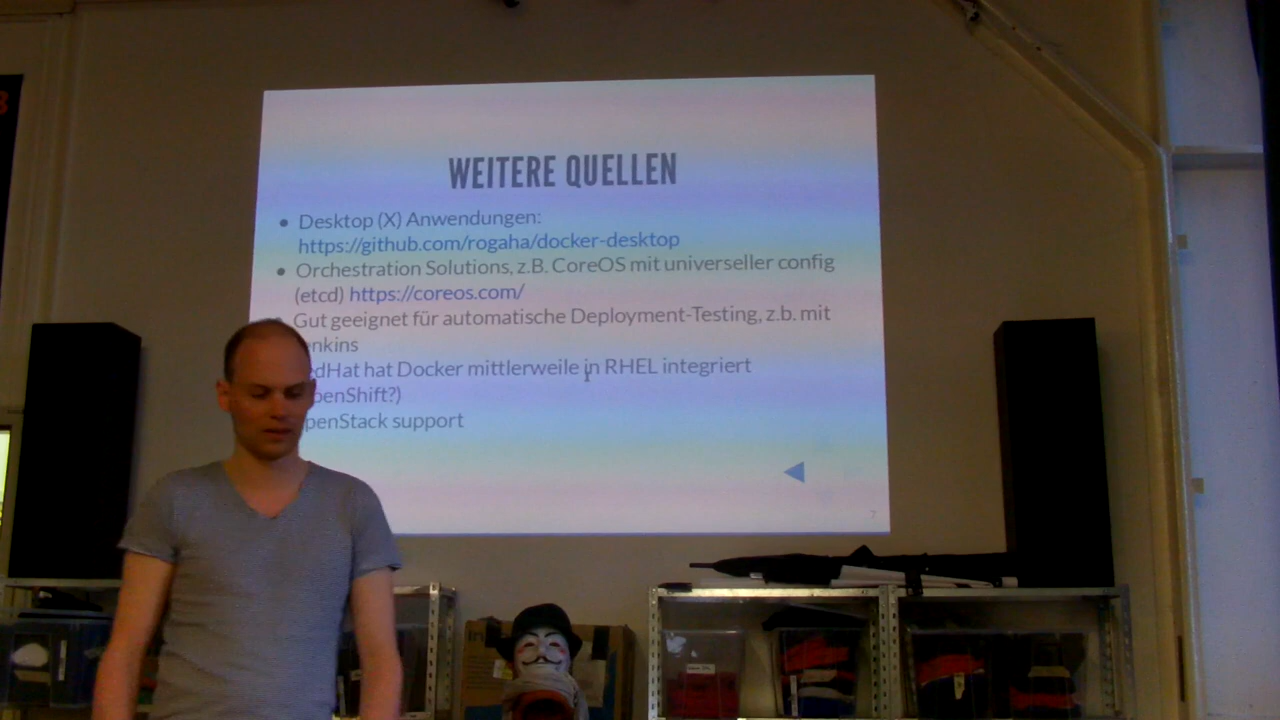 WEITERE QUELLEN
Desktop (X) Anwendungen:
https://github.com/rogaha/docker-desktop
Orchestration Solutions, z.B. CoreOS mit universeller config
(etcd) https://coreos.com/
Gut geeignet für automatische Deployment-Testing, z.b. mit
enkins
edHat hat Docker mittlerweile in RHEL integriert
penShift?)
penStack support
7